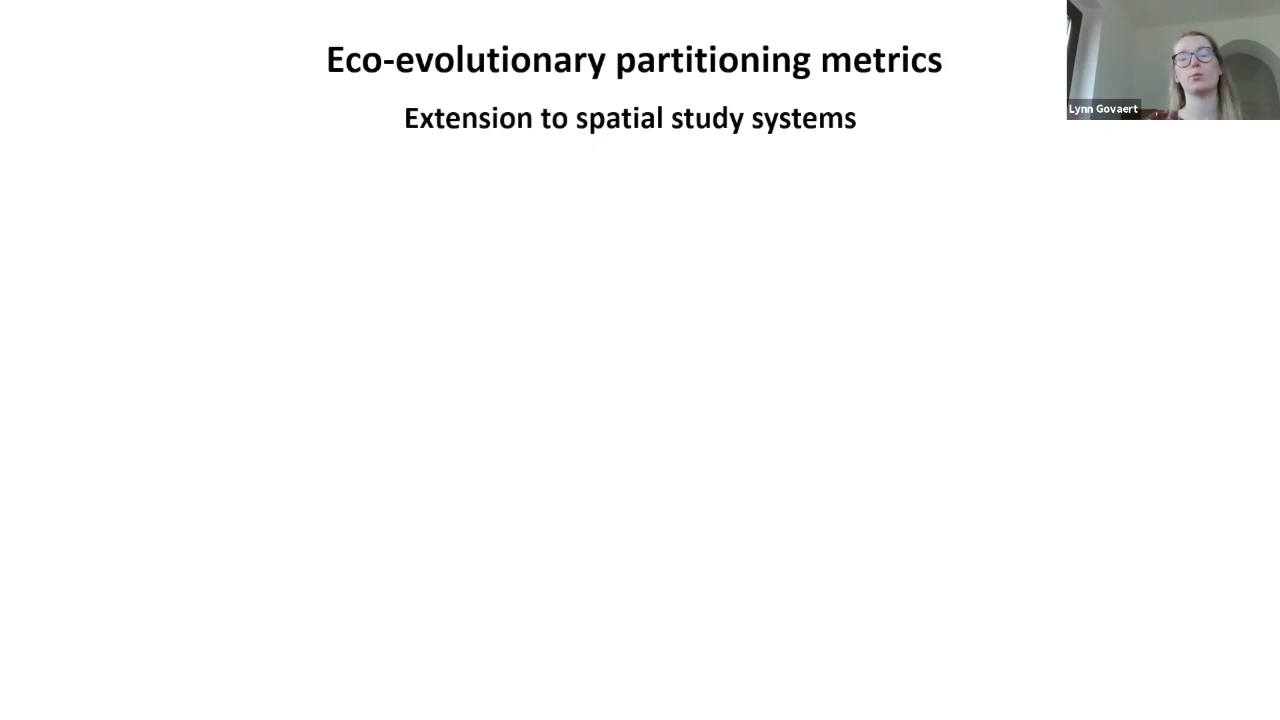 Eco-evolutionary partitioning metrics
Extension to spatial study systems
Lynn Govaert